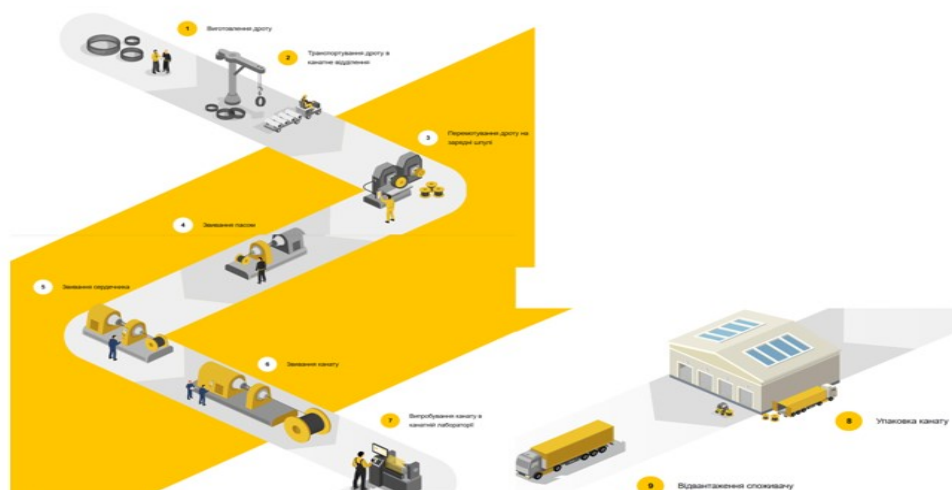 1
Виготовлення дроту
2
Транспортування дроту в
канатне відділення
3
Перемотування дроту на
зарядні шпулі
4
Звивання пасом
5
Звивання сердечника
6
Звивання канату
7
Випробування канату в
канатній лабораторії
8
Упаковка канату
9
Відвантаження споживачу